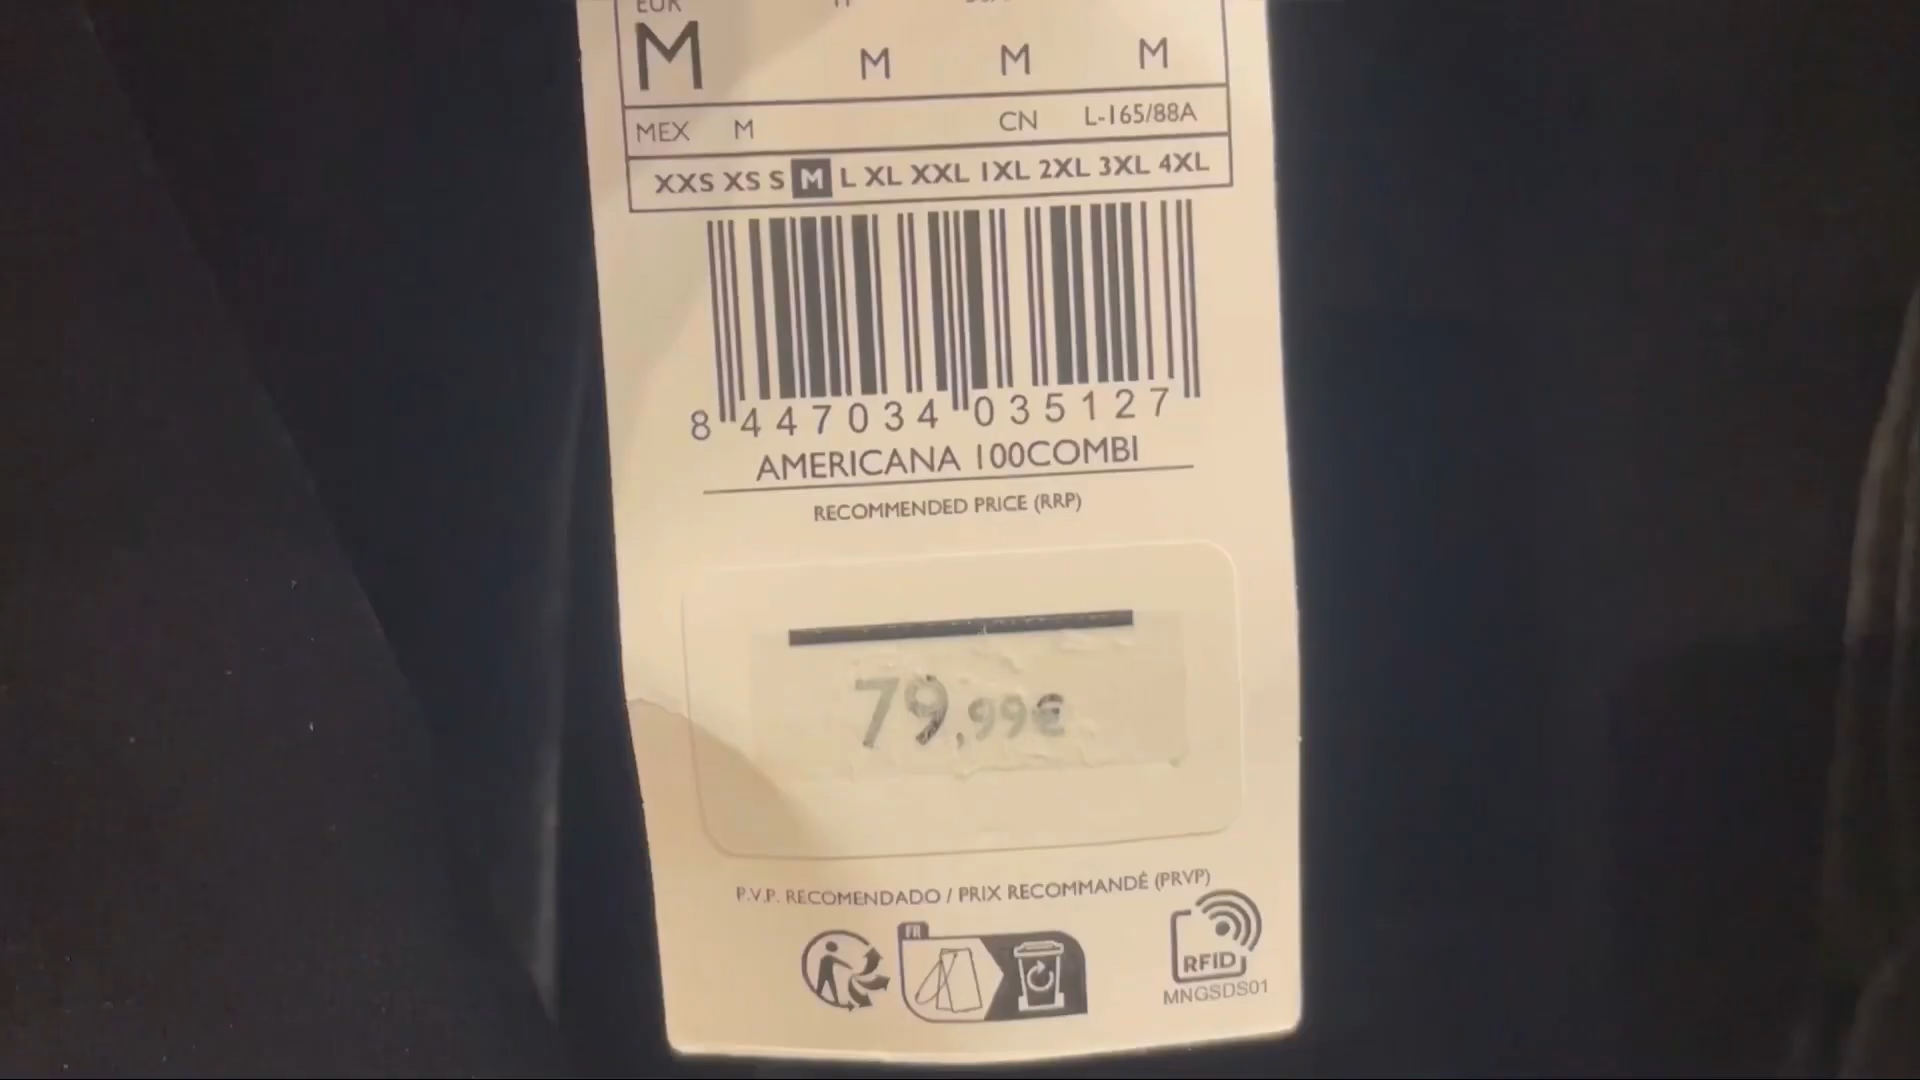 EUR
M M M M
MEX M CN L-165/88A
XXS XS S M L XL XXL 1XL 2XL 3XL 4XL
8 447034 035127
AMERICANA 100COMBI
RECOMMENDED PRICE (RRP)
79,99€
P.V.P. RECOMENDADO / PRIX RECOMMANDÉ (PRVP)
FR
RFID
MNGSDS01